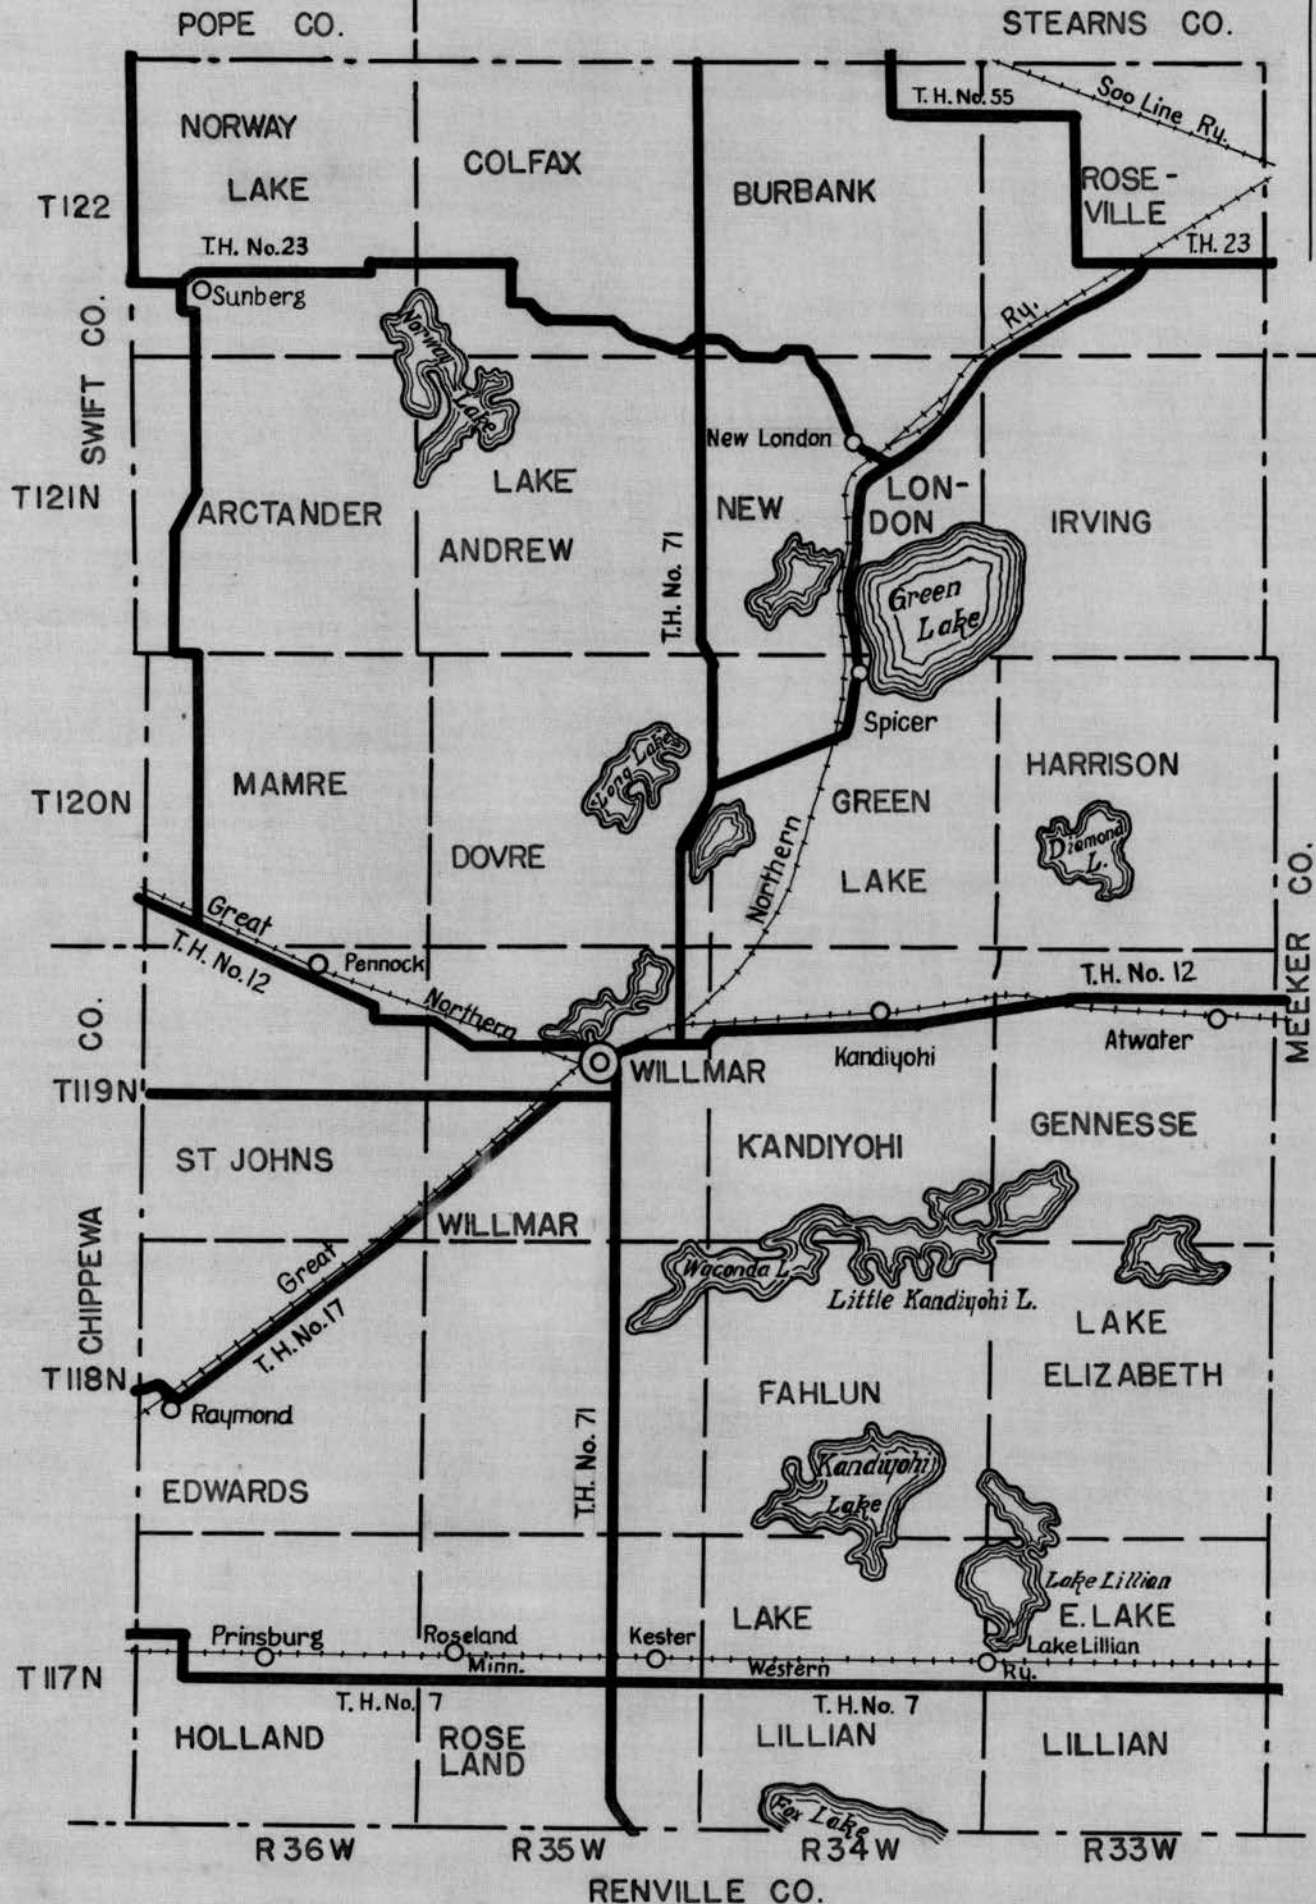 POPE CO.
STEARNS CO.
T.H. No. 55
Soo Line Ry.
NORWAY
LAKE
COLFAX
BURBANK
ROSE-
VILLE
T122
T.H. No.23
T.H. 23
Sunberg
Norway
Lake
Ry.
SWIFT CO.
New London
T121N
ARCTANDER
LAKE
ANDREW
NEW
LON-
DON
IRVING
T.H. No. 71
Green
Lake
Spicer
T120N
MAMRE
DOVRE
Long Lake
GREEN
LAKE
HARRISON
Diamond
L.
Northern
Great
T.H. No. 12
Pennock
Northern
T.H. No. 12
MEEKER CO.
Kandiyohi
Atwater
WILLMAR
CO.
T119N
ST JOHNS
KANDIYOHI
GENNESSE
WILLMAR
CHIPPEWA
Great
T.H. No. 17
Waconda L.
Little Kandiyohi L.
LAKE
ELIZABETH
T118N
Raymond
FAHLUN
T.H. No. 71
Kandiyohi
Lake
EDWARDS
Lake Lillian
LAKE
E. LAKE
Prinsburg
Roseland
Minn.
Kester
Western
Lake Lillian
Ry.
T117N
T.H. No. 7
T.H. No. 7
HOLLAND
ROSE
LAND
LILLIAN
LILLIAN
Fox Lake
R36W
R35W
R34W
R33W
RENVILLE CO.